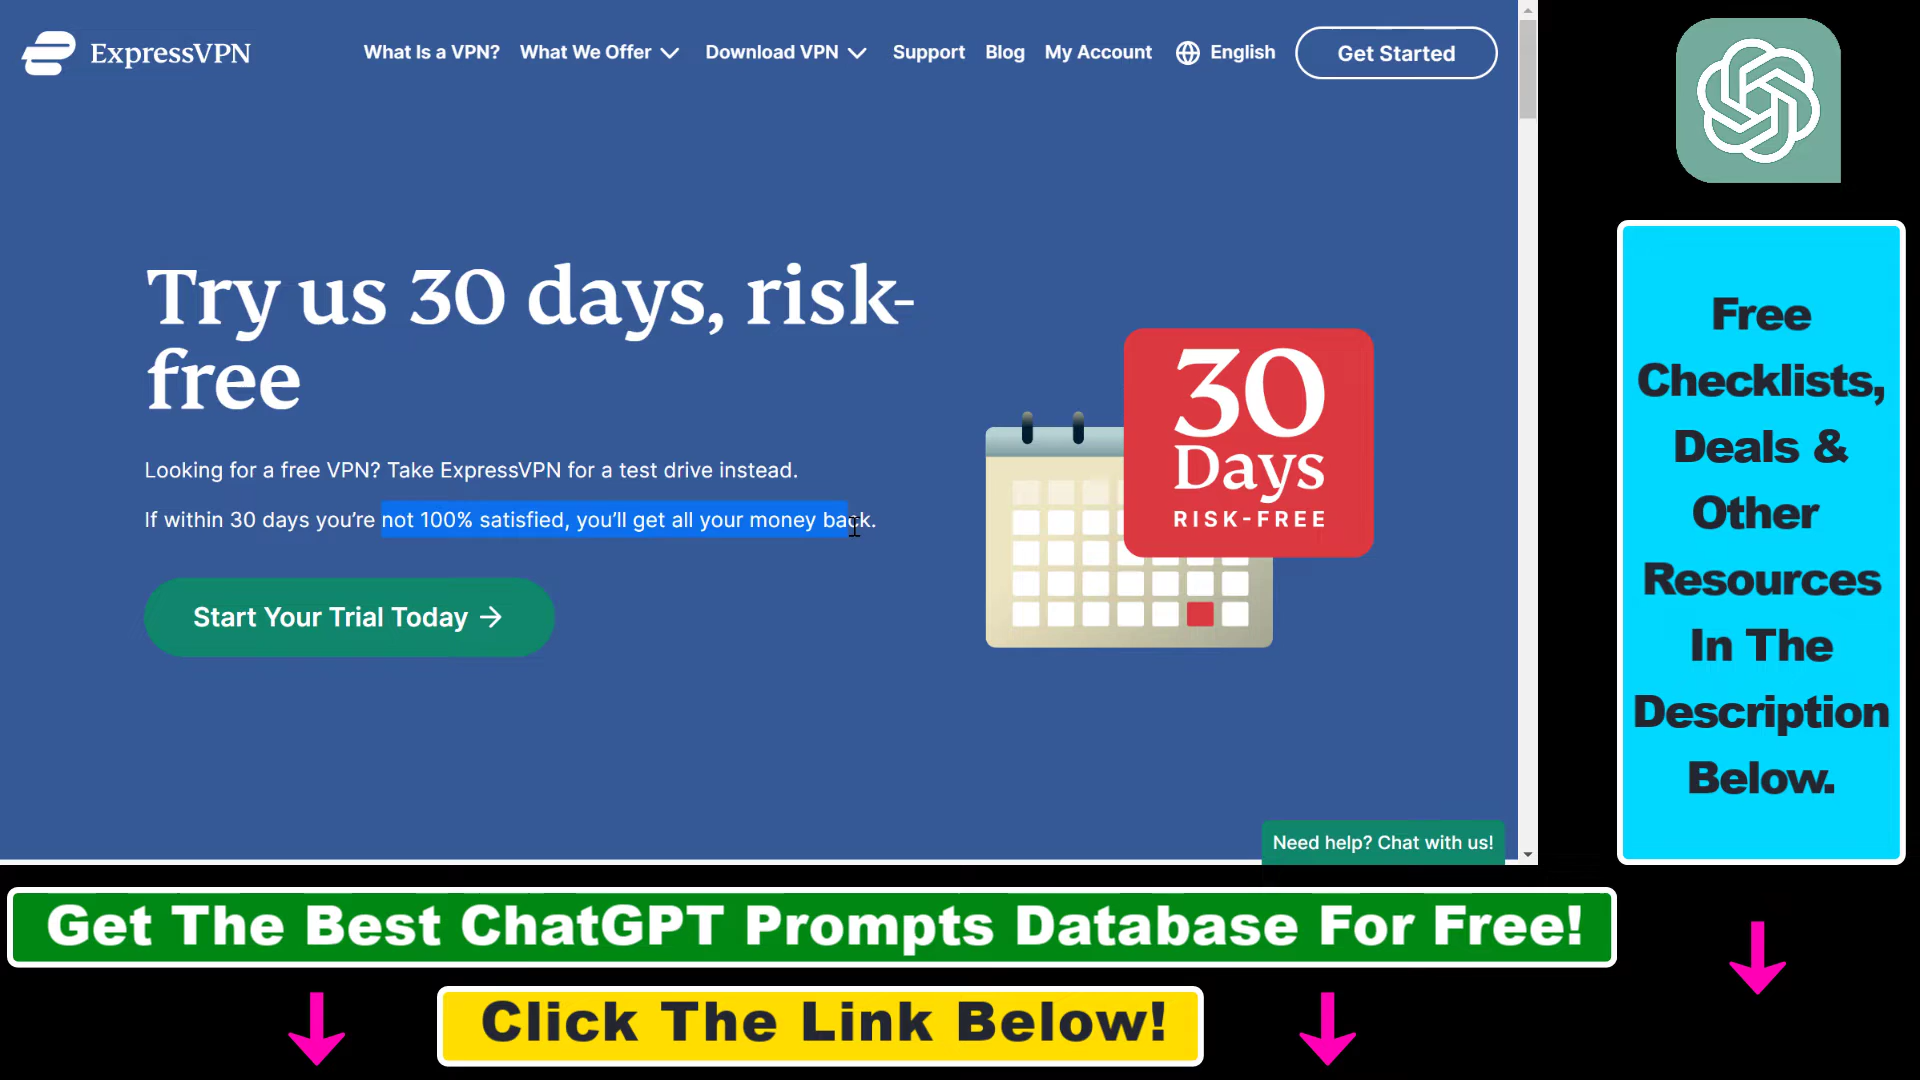 ExpressVPN
What Is a VPN? What We Offer Download VPN Support Blog My Account English Get Started
Try us 30 days, risk-
free
Looking for a free VPN? Take ExpressVPN for a test drive instead.
If within 30 days you’re not 100% satisfied, you’ll get all your money back.
Start Your Trial Today →
30
Days
RISK-FREE
Need help? Chat with us!
Free
Checklists,
Deals &
Other
Resources
In The
Description
Below.
Get The Best ChatGPT Prompts Database For Free!
Click The Link Below!